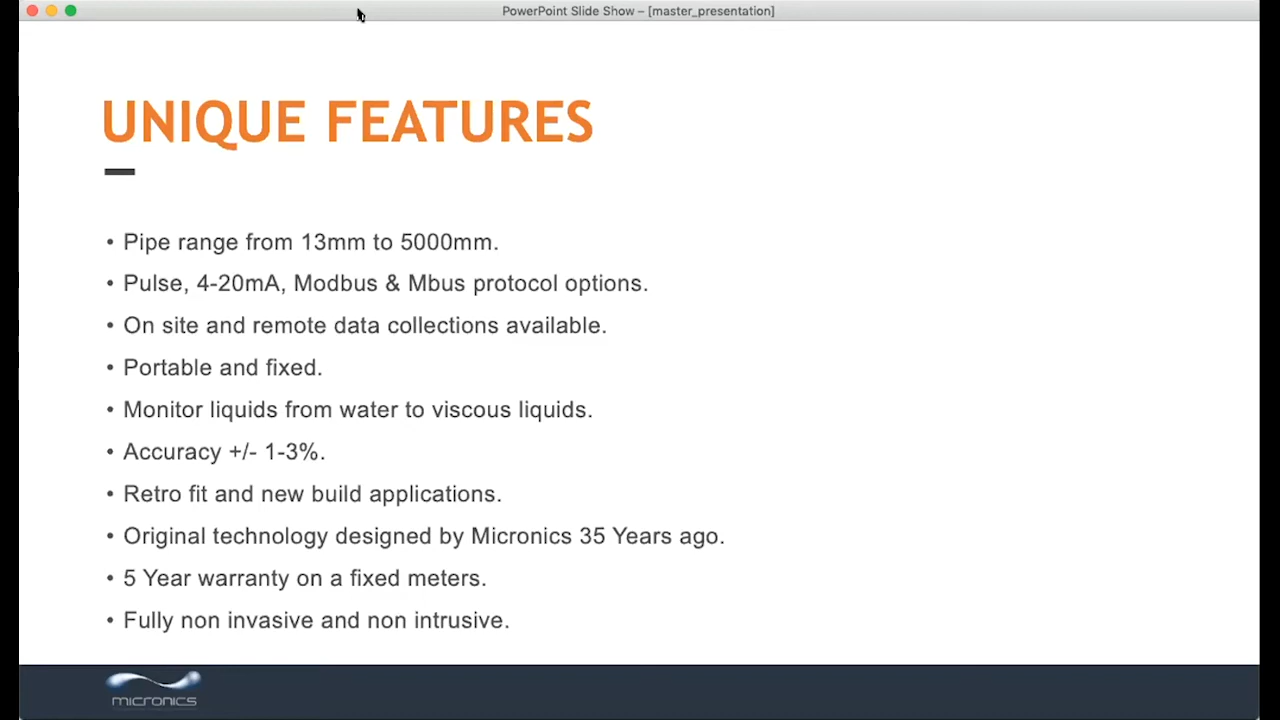 PowerPoint Slide Show – [master_presentation]
UNIQUE FEATURES
• Pipe range from 13mm to 5000mm.
• Pulse, 4-20mA, Modbus & Mbus protocol options.
• On site and remote data collections available.
• Portable and fixed.
• Monitor liquids from water to viscous liquids.
• Accuracy +/- 1-3%.
• Retro fit and new build applications.
• Original technology designed by Micronics 35 Years ago.
• 5 Year warranty on a fixed meters.
• Fully non invasive and non intrusive.
micronics